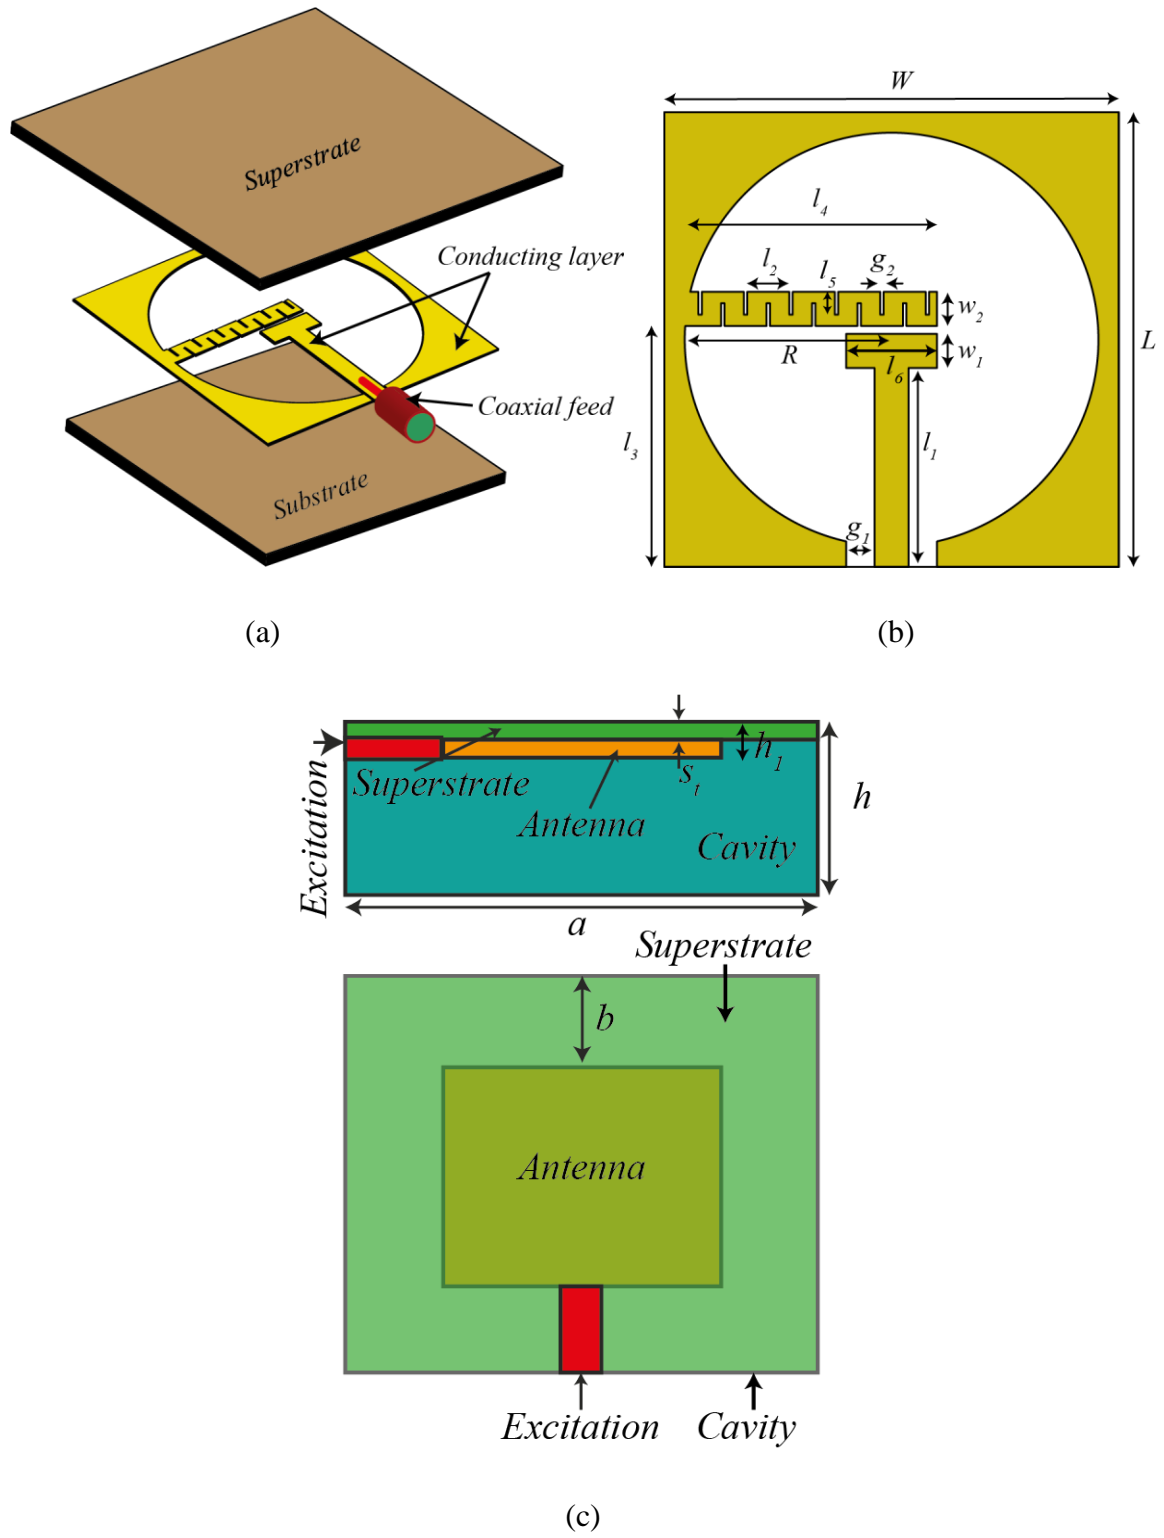 Superstrate
Conducting layer
Coaxial feed
Substrate
(a)
W
l4
l2
l5
g2
w2
R
l6
w1
L
l3
l1
g1
(b)
Excitation
Superstrate
Antenna
st
h1
Cavity
h
a
Superstrate
b
Antenna
Excitation
Cavity
(c)